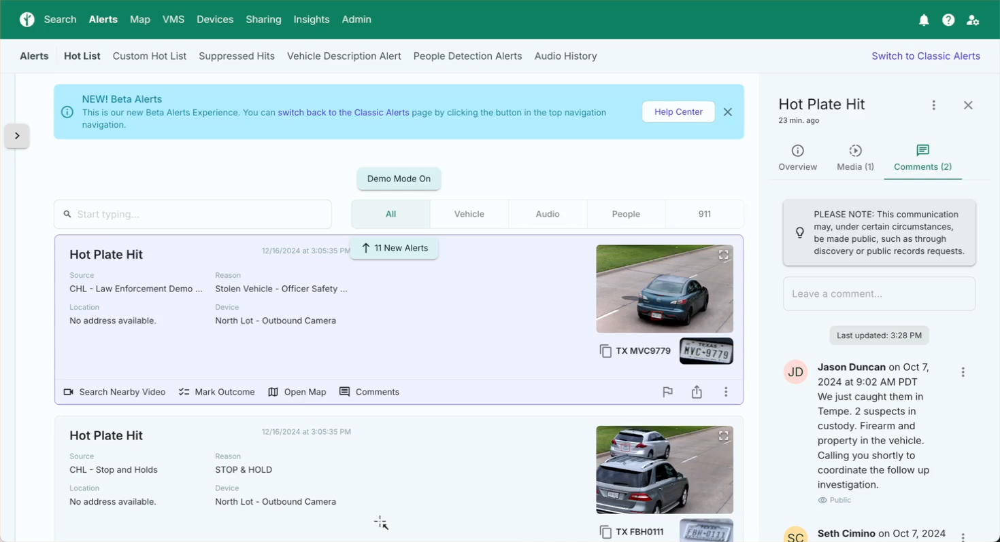 Search Alerts Map VMS Devices Sharing Insights Admin
Alerts Hot List Custom Hot List Suppressed Hits Vehicle Description Alert People Detection Alerts Audio History Switch to Classic Alerts
NEW! Beta Alerts
This is our new Beta Alerts Experience. You can switch back to the Classic Alerts page by clicking the button in the top navigation
navigation.
Help Center
Demo Mode On
Start typing...
All Vehicle Audio People 911
11 New Alerts
Hot Plate Hit
12/16/2024 at 3:05:35 PM
Source Reason
CHL - Law Enforcement Demo ... Stolen Vehicle - Officer Safety ...
Location Device
No address available. North Lot - Outbound Camera
TX MVC9779
TEXAS
MVC-9779
Search Nearby Video Mark Outcome Open Map Comments
Hot Plate Hit
12/16/2024 at 3:05:35 PM
Source Reason
CHL - Stop and Holds STOP & HOLD
Location Device
No address available. North Lot - Outbound Camera
TX FBH0111
TEXAS
FBH-0111
Hot Plate Hit
23 min. ago
Overview Media (1) Comments (2)
PLEASE NOTE: This communication
may, under certain circumstances,
be made public, such as through
discovery or public records requests.
Leave a comment...
Last updated: 3:28 PM
JD
Jason Duncan on Oct 7,
2024 at 9:02 AM PDT
We just caught them in
Tempe. 2 suspects in
custody. Firearm and
property in the vehicle.
Calling you shortly to
coordinate the follow up
investigation.
Public
SC
Seth Cimino on Oct 7, 2024